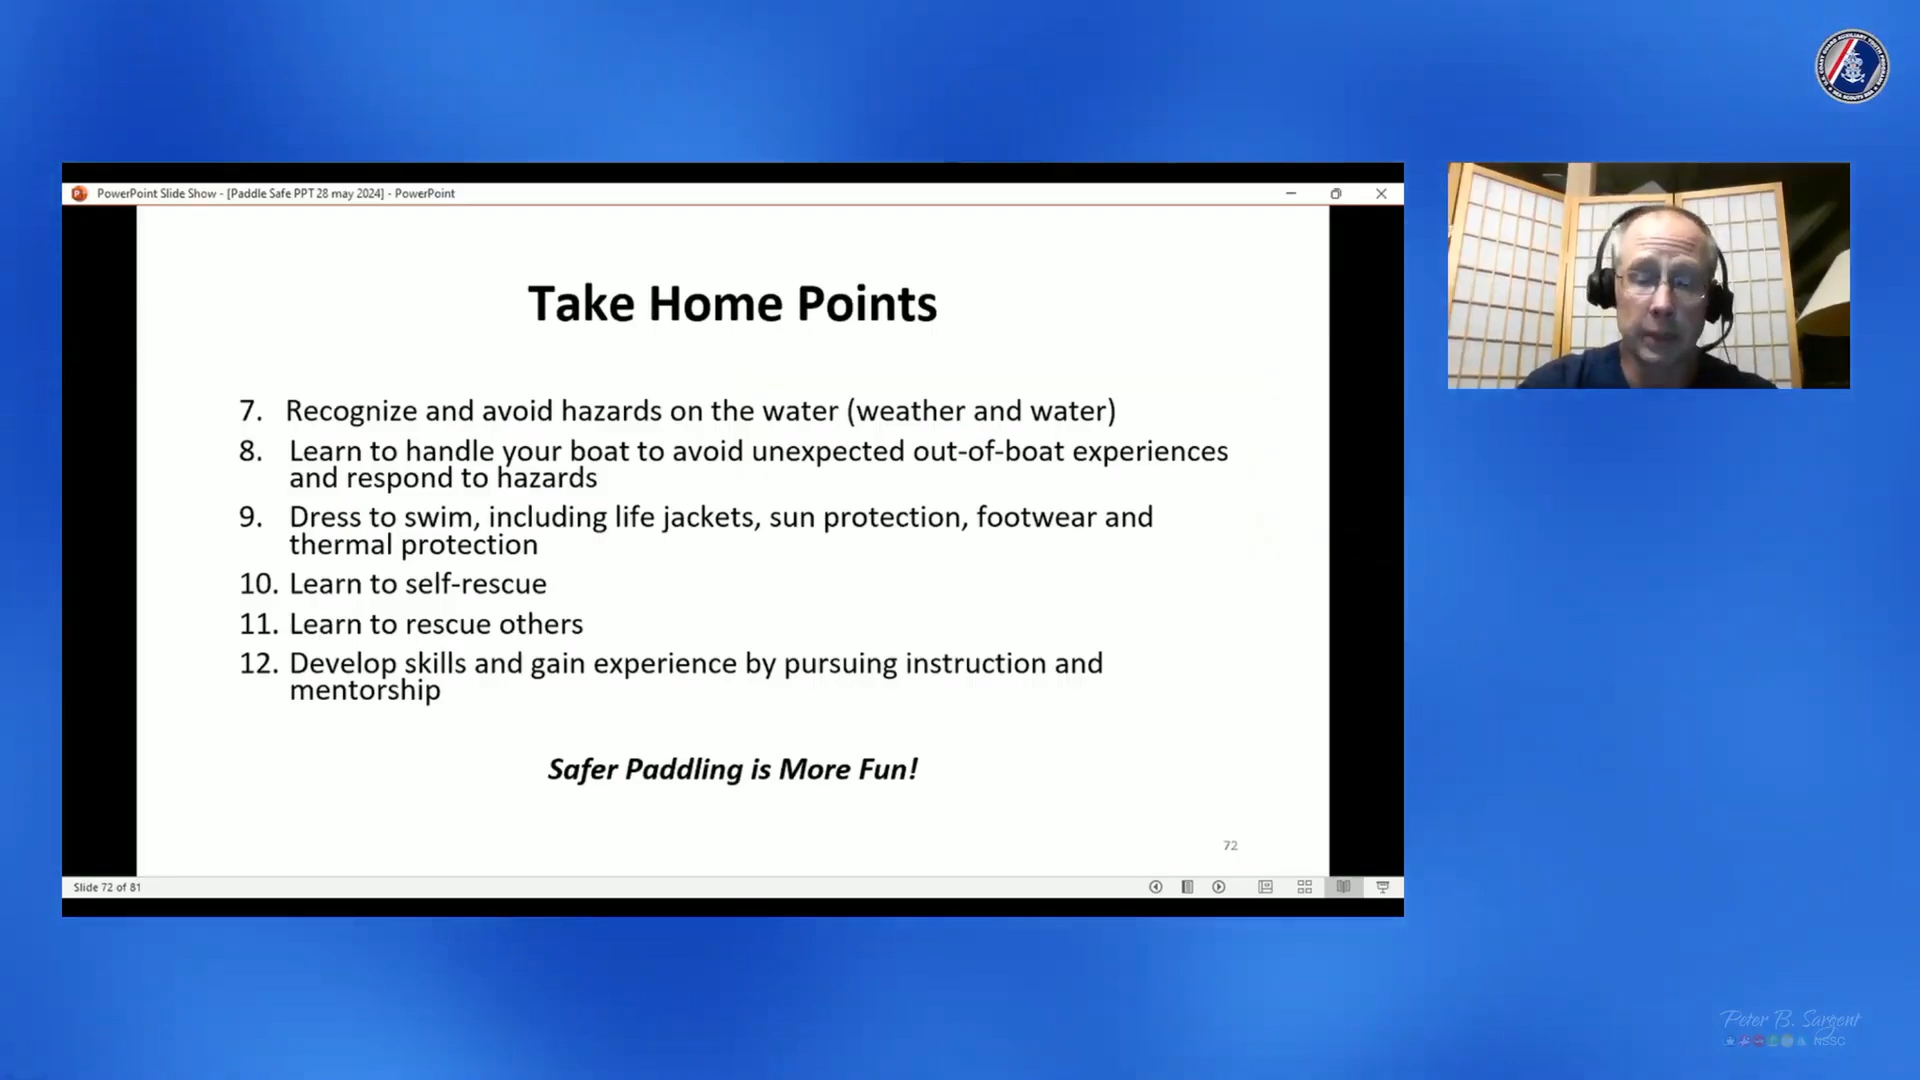 PowerPoint Slide Show - [Paddle Safe PPT 28 may 2024] - PowerPoint
Take Home Points
7. Recognize and avoid hazards on the water (weather and water)
8. Learn to handle your boat to avoid unexpected out-of-boat experiences
and respond to hazards
9. Dress to swim, including life jackets, sun protection, footwear and
thermal protection
10. Learn to self-rescue
11. Learn to rescue others
12. Develop skills and gain experience by pursuing instruction and
mentorship
Safer Paddling is More Fun!
72
Slide 72 of 81
Peter B. Sargent
NSSC